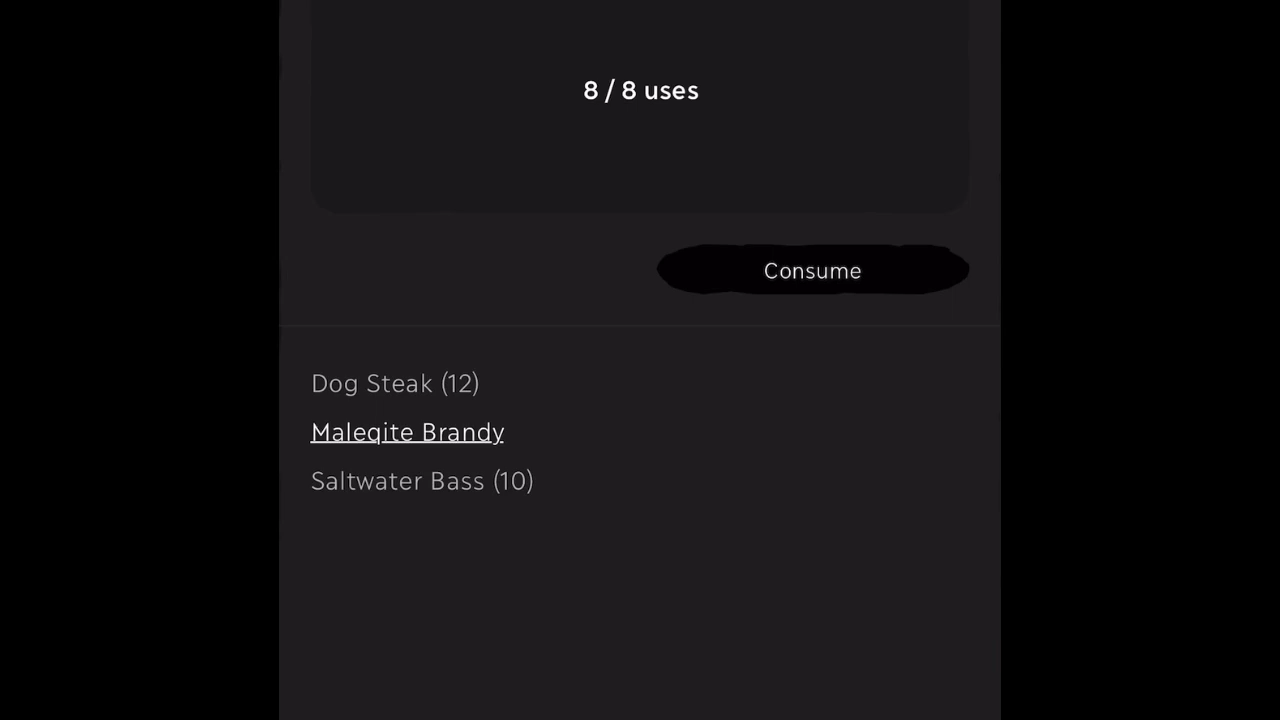 8 / 8 uses
Consume
Dog Steak (12)
Maleqite Brandy
Saltwater Bass (10)